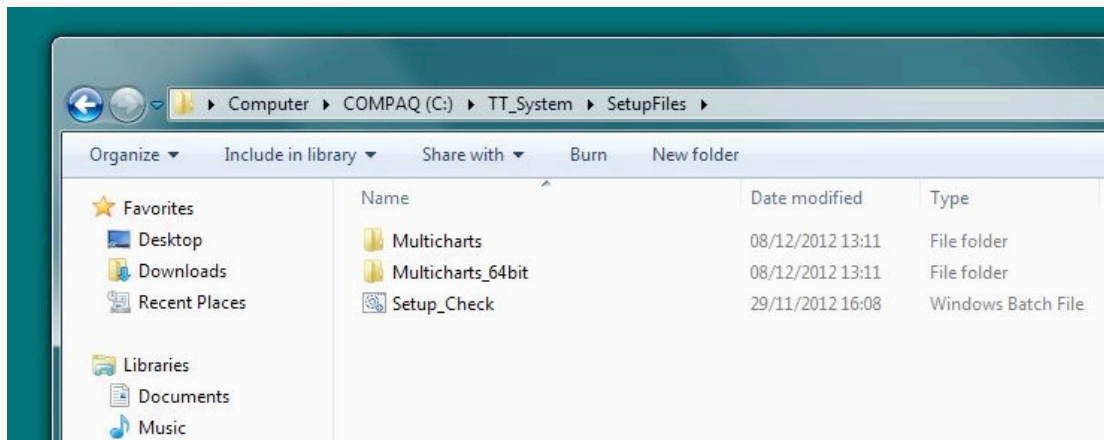 Computer COMPAQ (C:) TT_System SetupFiles
Organize Include in library Share with Burn New folder
Favorites
Desktop
Downloads
Recent Places
Libraries
Documents
Music
Name Date modified Type
Multicharts 08/12/2012 13:11 File folder
Multicharts_64bit 08/12/2012 13:11 File folder
Setup_Check 29/11/2012 16:08 Windows Batch File